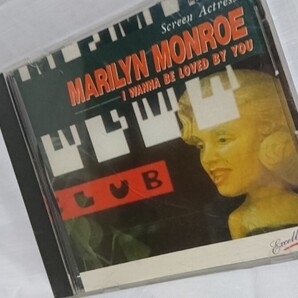 Screen Actress
MARILYN MONROE
I WANNA BE LOVED BY YOU
CLUB